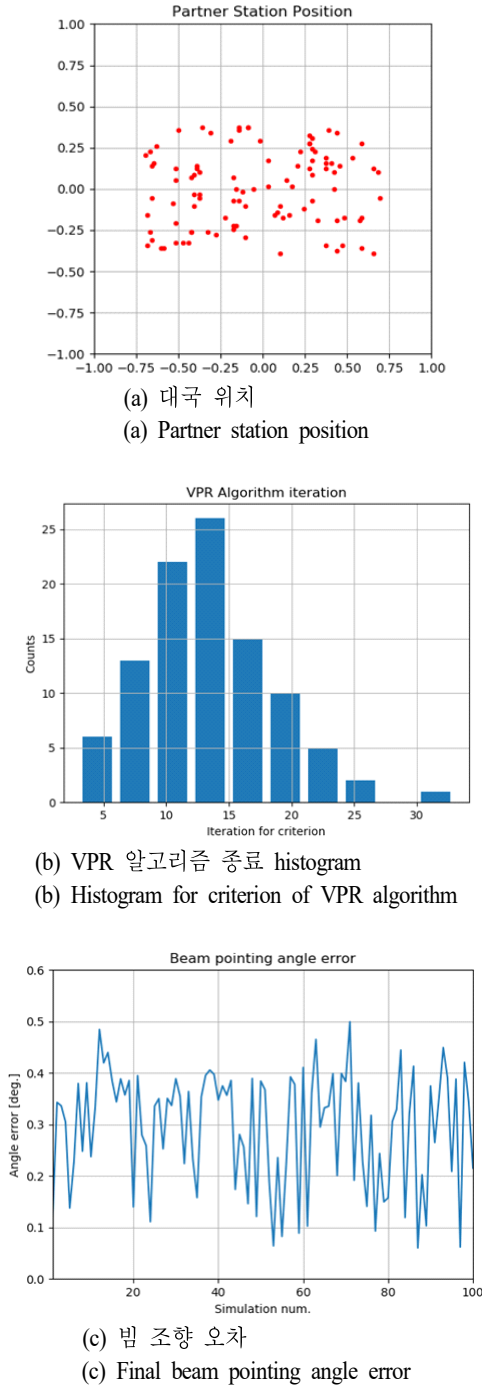 Partner Station Position
1.00
0.75
0.50
0.25
0.00
−0.25
−0.50
−0.75
−1.00
−1.00 −0.75 −0.50 −0.25 0.00 0.25 0.50 0.75 1.00
(a) 대국 위치
(a) Partner station position
VPR Algorithm iteration
25
20
15
10
5
0
Counts
5 10 15 20 25 30
Iteration for criterion
(b) VPR 알고리즘 종료 histogram
(b) Histogram for criterion of VPR algorithm
Beam pointing angle error
0.6
0.5
0.4
0.3
0.2
0.1
0.0
Angle error [deg.]
20 40 60 80 100
Simulation num.
(c) 빔 조향 오차
(c) Final beam pointing angle error